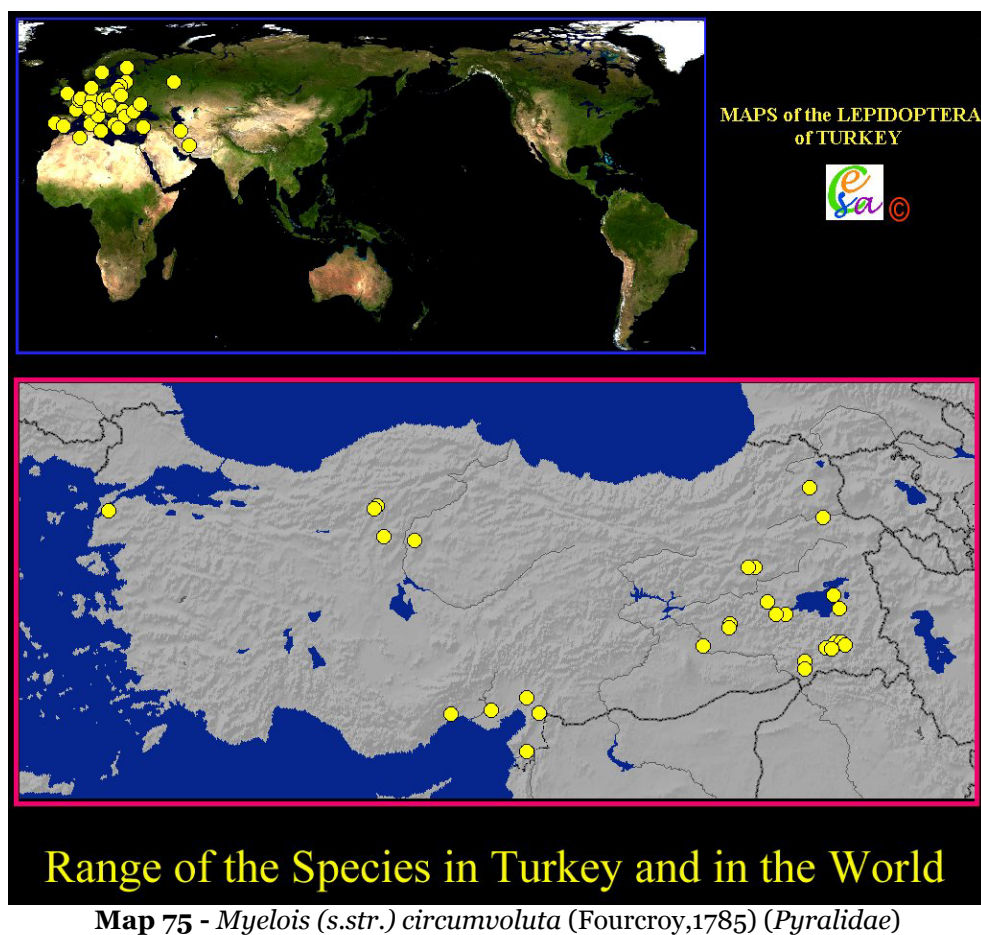 MAPS of the LEPIDOPTERA
of TURKEY
Cesa ©
Range of the Species in Turkey and in the World
Map 75 - Myelois (s.str.) circumvoluta (Fourcroy,1785) (Pyralidae)